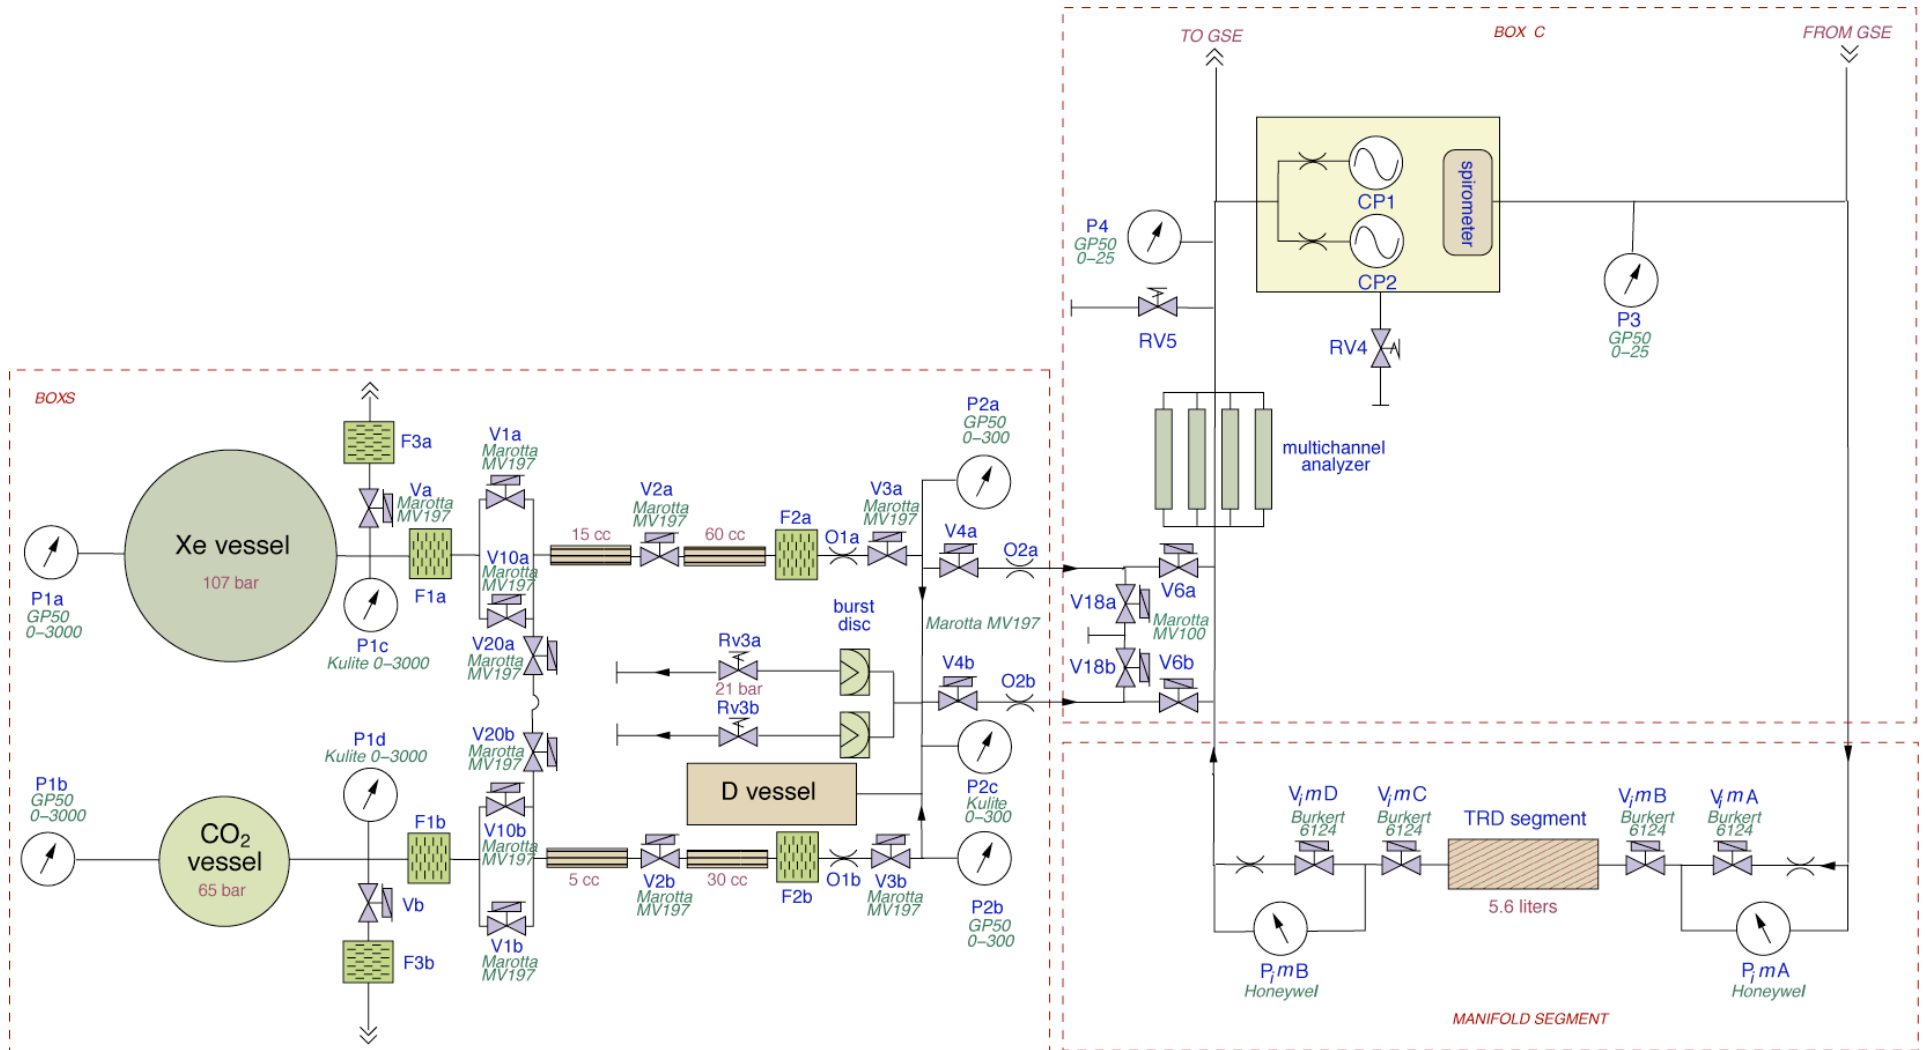 TO GSE
BOX C
FROM GSE
spirometer
CP1
CP2
P4
GP50
0–25
RV5
RV4
P3
GP50
0–25
multichannel
analyzer
BOXS
F3a
Va
Marotta
MV197
Xe vessel
107 bar
P1a
GP50
0–3000
F1a
P1c
Kulite 0–3000
V1a
Marotta
MV197
V10a
Marotta
MV197
V20a
Marotta
MV197
15 cc
V2a
Marotta
MV197
60 cc
F2a
O1a
V3a
Marotta
MV197
P2a
GP50
0–300
V4a
O2a
V6a
V18a
Marotta
MV100
V18b
V6b
Marotta MV197
burst
disc
Rv3a
21 bar
Rv3b
V4b
O2b
V20b
Marotta
MV197
P1d
Kulite 0–3000
P1b
GP50
0–3000
CO2
vessel
65 bar
F1b
Vb
F3b
V10b
Marotta
MV197
V1b
Marotta
MV197
5 cc
V2b
Marotta
MV197
30 cc
F2b
O1b
V3b
Marotta
MV197
D vessel
P2c
Kulite
0–300
P2b
GP50
0–300
VimD
Burkert
6124
VimC
Burkert
6124
TRD segment
5.6 liters
VimB
Burkert
6124
VimA
Burkert
6124
PimB
Honeywel
PimA
Honeywel
MANIFOLD SEGMENT